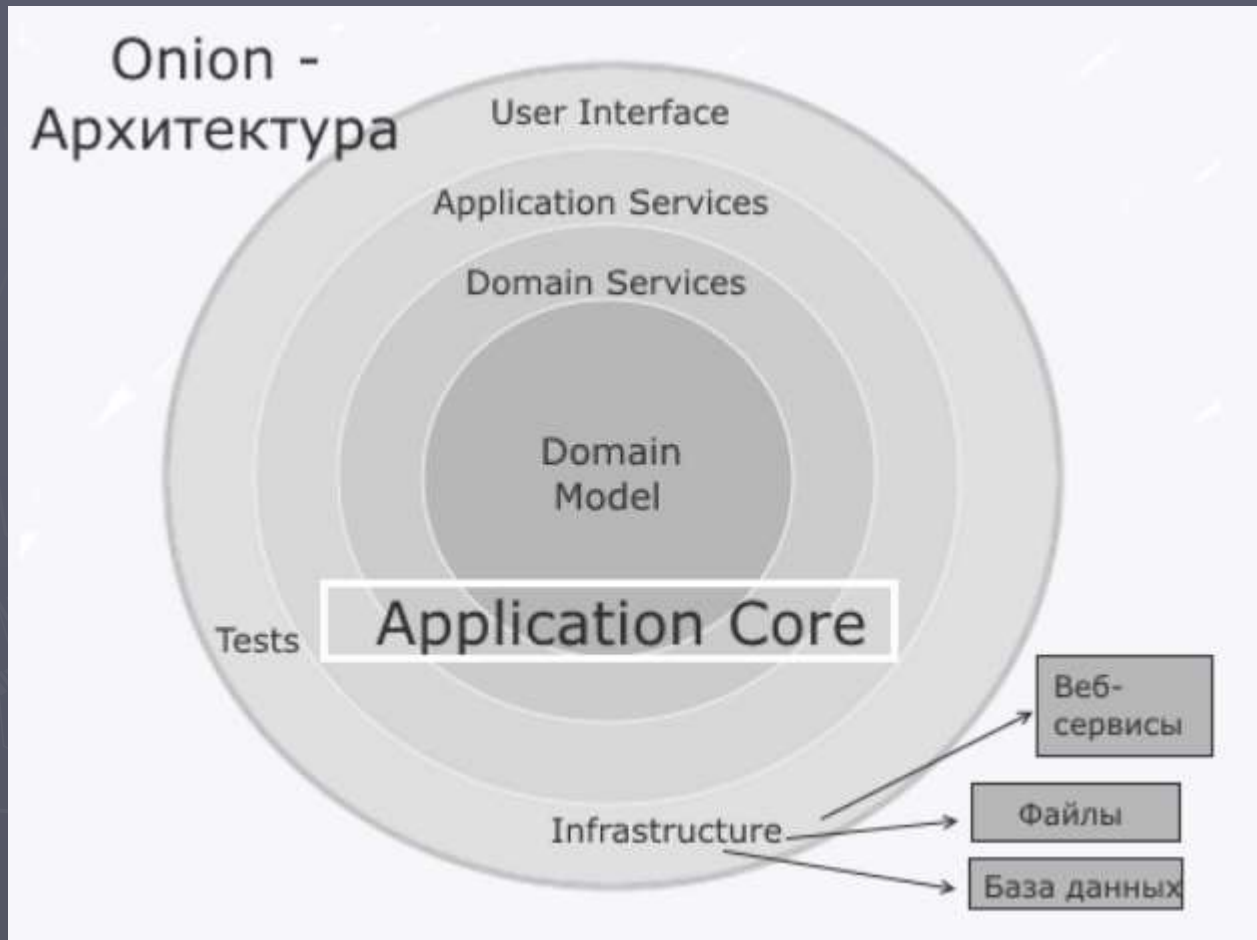 Onion -
Архитектура
User Interface
Application Services
Domain Services
Domain
Model
Application Core
Tests
Веб-
сервисы
Файлы
Infrastructure
База данных